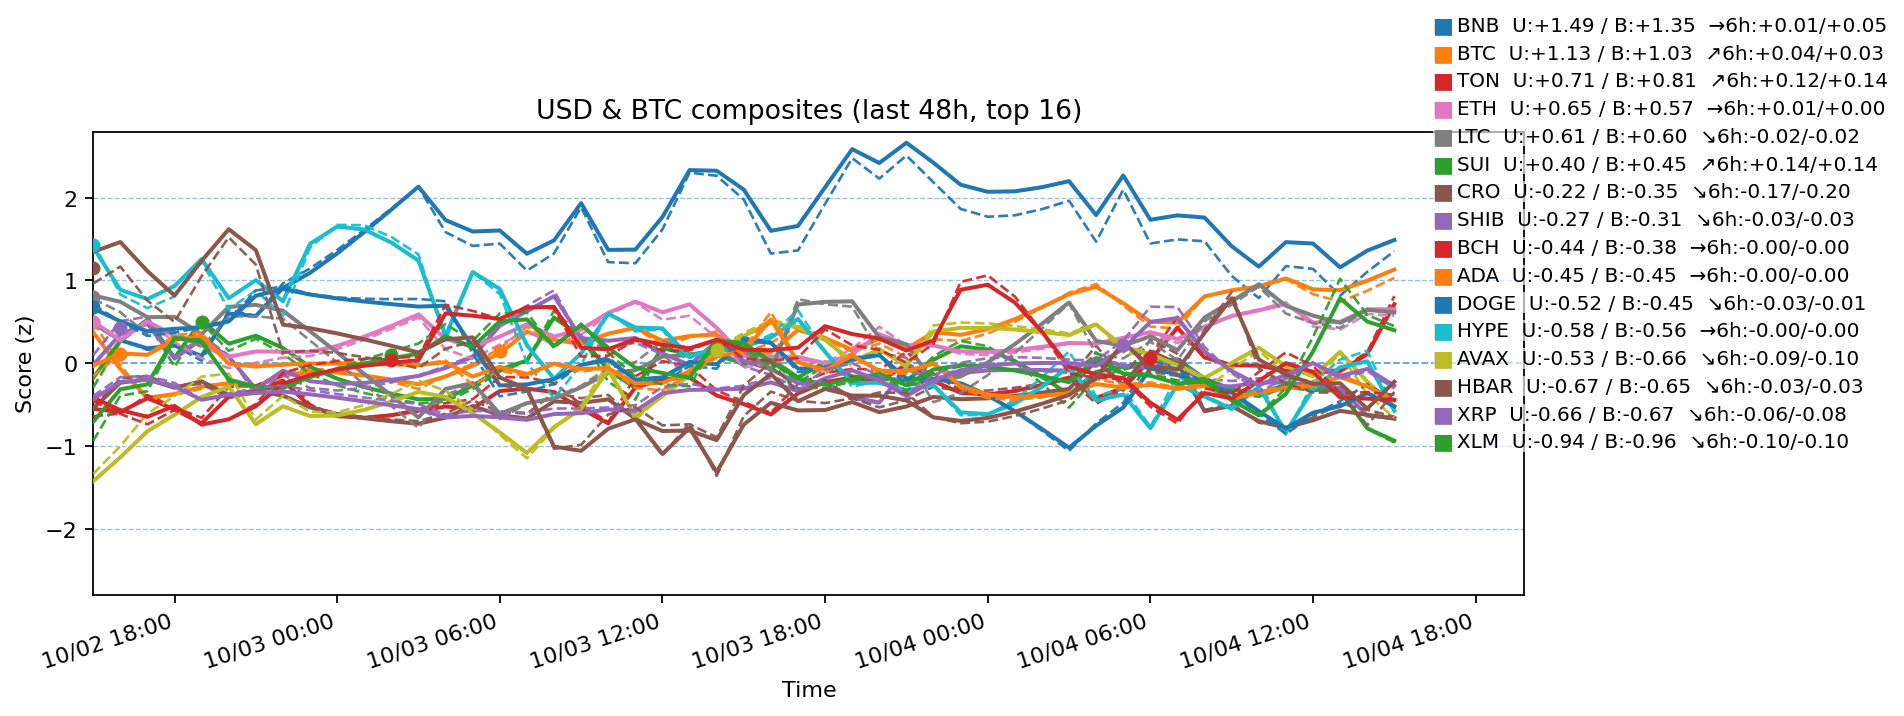 BNB  U:+1.49 / B:+1.35  →6h:+0.01/+0.05
BTC  U:+1.13 / B:+1.03  ↗6h:+0.04/+0.03
TON  U:+0.71 / B:+0.81  ↗6h:+0.12/+0.14
ETH  U:+0.65 / B:+0.57  →6h:+0.01/+0.00
LTC  U:+0.61 / B:+0.60  ↘6h:-0.02/-0.02
SUI  U:+0.40 / B:+0.45  ↗6h:+0.14/+0.14
CRO  U:-0.22 / B:-0.35  ↘6h:-0.17/-0.20
SHIB  U:-0.27 / B:-0.31  ↘6h:-0.03/-0.03
BCH  U:-0.44 / B:-0.38  →6h:-0.00/-0.00
ADA  U:-0.45 / B:-0.45  →6h:-0.00/-0.00
DOGE  U:-0.52 / B:-0.45  ↘6h:-0.03/-0.01
HYPE  U:-0.58 / B:-0.56  →6h:-0.00/-0.00
AVAX  U:-0.53 / B:-0.66  ↘6h:-0.09/-0.10
HBAR  U:-0.67 / B:-0.65  ↘6h:-0.03/-0.03
XRP  U:-0.66 / B:-0.67  ↘6h:-0.06/-0.08
XLM  U:-0.94 / B:-0.96  ↘6h:-0.10/-0.10
USD & BTC composites (last 48h, top 16)
Score (z)
2
1
0
−1
−2
10/02 18:00
10/03 00:00
10/03 06:00
10/03 12:00
10/03 18:00
10/04 00:00
10/04 06:00
10/04 12:00
10/04 18:00
Time